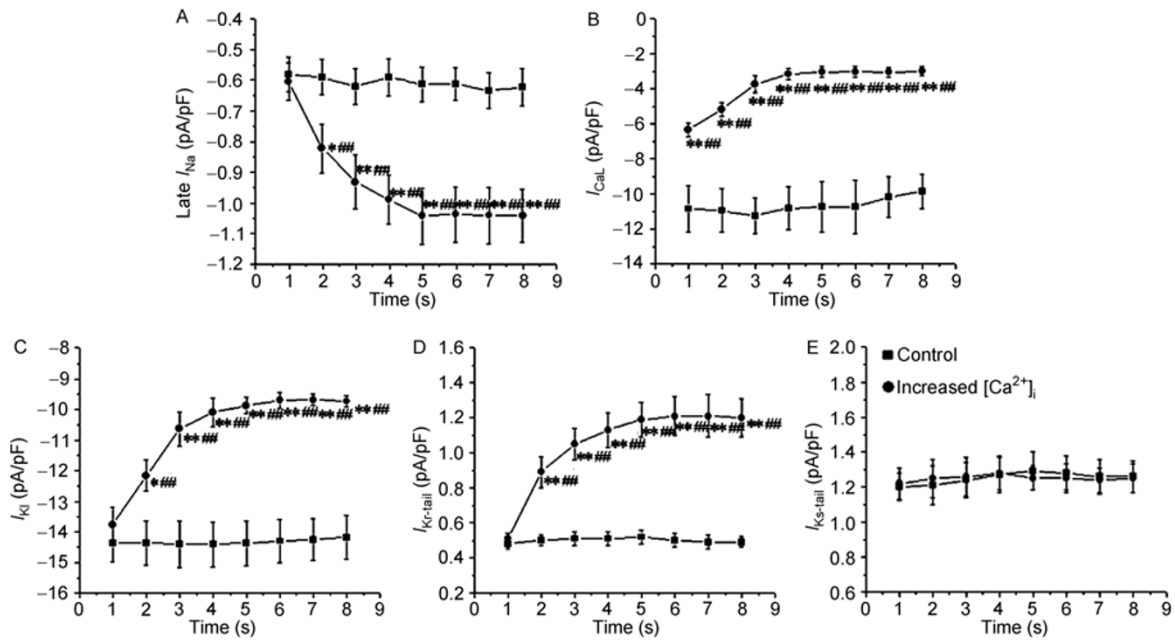 A
−0.4
−0.5
−0.6
−0.7
−0.8
−0.9
−1.0
−1.1
−1.2
Late I_Na (pA/pF)
*## **## **## **## **## **## **##
0 1 2 3 4 5 6 7 8 9
Time (s)
B
0
−2
−4
−6
−8
−10
−12
−14
I_CaL (pA/pF)
**## **## **## **## **## **## **## **##
0 1 2 3 4 5 6 7 8 9
Time (s)
C
−8
−9
−10
−11
−12
−13
−14
−15
−16
I_KI (pA/pF)
*## **## **## **## **## **## **##
0 1 2 3 4 5 6 7 8 9
Time (s)
D
1.6
1.4
1.2
1.0
0.8
0.6
0.4
0.2
I_Kr-tail (pA/pF)
**## **## **## **## **## **## **##
0 1 2 3 4 5 6 7 8 9
Time (s)
E
2.0
1.8
1.6
1.4
1.2
1.0
0.8
0.6
I_Ks-tail (pA/pF)
Control
Increased [Ca²⁺]i
0 1 2 3 4 5 6 7 8 9
Time (s)